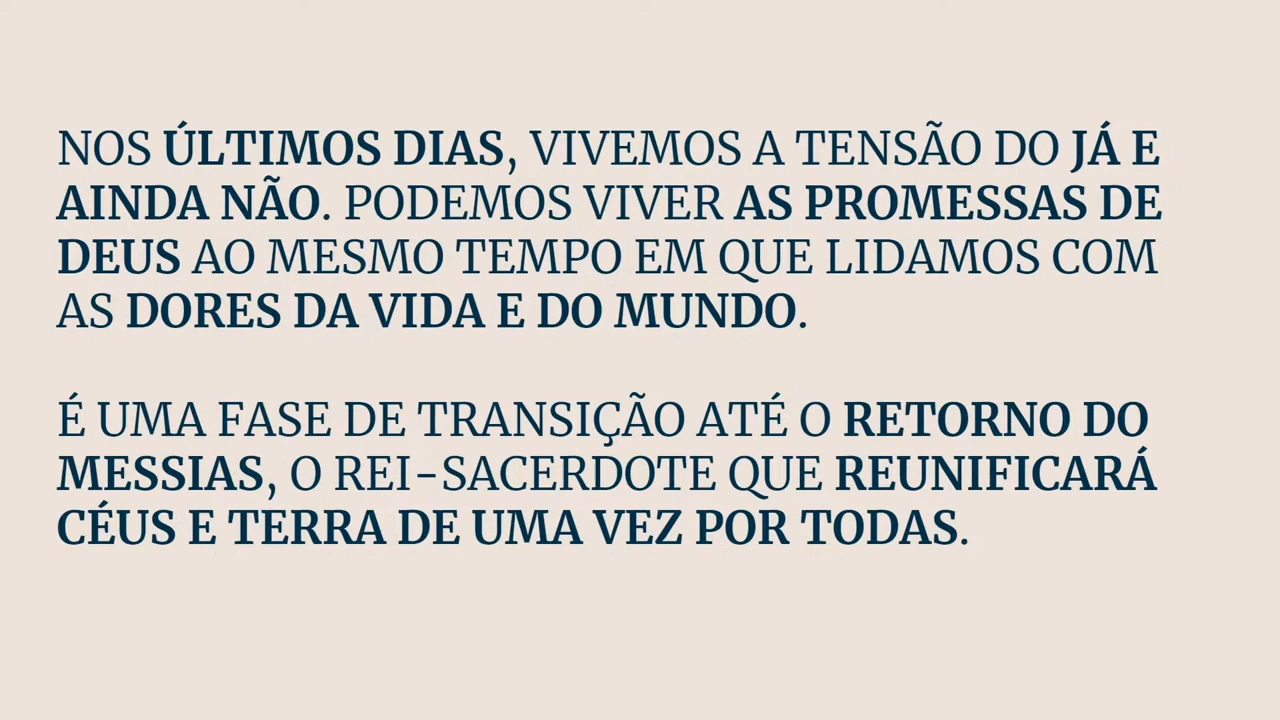 NOS ÚLTIMOS DIAS, VIVEMOS A TENSÃO DO JÁ E
AINDA NÃO. PODEMOS VIVER AS PROMESSAS DE
DEUS AO MESMO TEMPO EM QUE LIDAMOS COM
AS DORES DA VIDA E DO MUNDO.
É UMA FASE DE TRANSIÇÃO ATÉ O RETORNO DO
MESSIAS, O REI-SACERDOTE QUE REUNIFICARÁ
CÉUS E TERRA DE UMA VEZ POR TODAS.